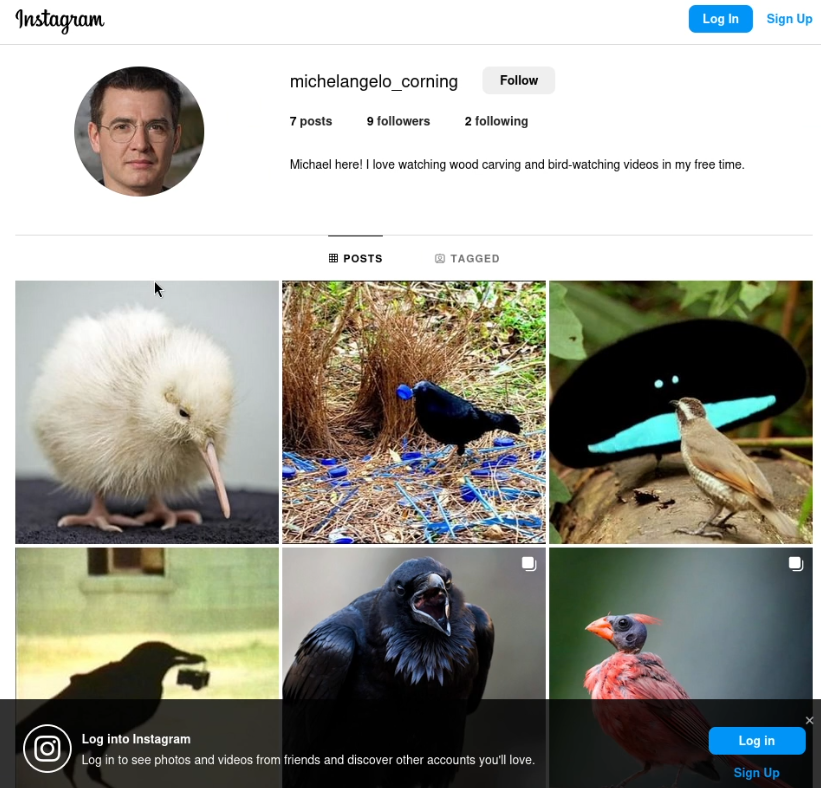 Instagram
Log In
Sign Up
michelangelo_corning
Follow
7 posts
9 followers
2 following
Michael here! I love watching wood carving and bird-watching videos in my free time.
POSTS
TAGGED
Log into Instagram
Log in to see photos and videos from friends and discover other accounts you'll love.
Log in
Sign Up